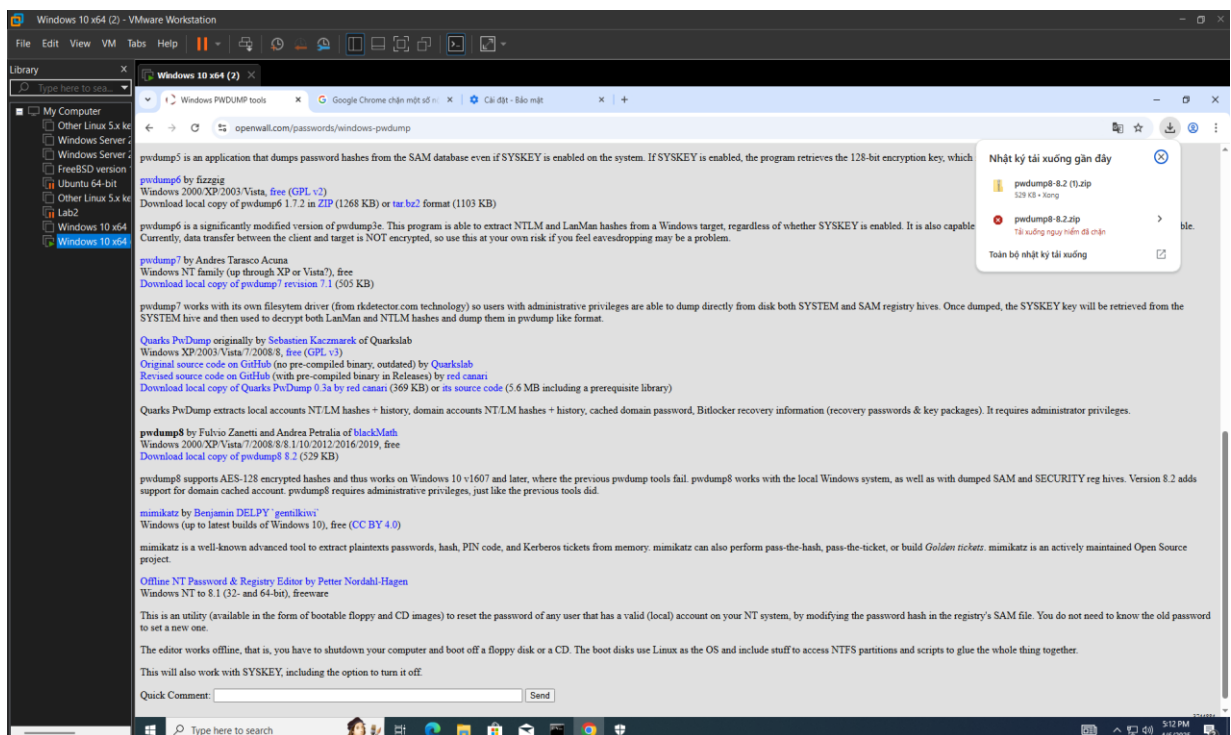 Windows 10 x64 (2) - VMware Workstation
File Edit View VM Tabs Help
Library
Type here to sea...
My Computer
Other Linux 5.x ke
Windows Server 2
Windows Server 2
FreeBSD version
Ubuntu 64-bit
Other Linux 5.x ke
Lab2
Windows 10 x64
Windows 10 x64
Windows 10 x64 (2)
Windows PWDUMP tools
Google Chrome chặn một số n
Cài đặt - Bảo mật
openwall.com/passwords/windows-pwdump
pwdump5 is an application that dumps password hashes from the SAM database even if SYSKEY is enabled on the system. If SYSKEY is enabled, the program retrieves the 128-bit encryption key, which
pwdump6 by fizzgig
Windows 2000/XP/2003/Vista, free (GPL v2)
Download local copy of pwdump6 1.7.2 in ZIP (1268 KB) or tar.bz2 format (1103 KB)
pwdump6 is a significantly modified version of pwdump3e. This program is able to extract NTLM and LanMan hashes from a Windows target, regardless of whether SYSKEY is enabled. It is also capable
ble.
Currently, data transfer between the client and target is NOT encrypted, so use this at your own risk if you feel eavesdropping may be a problem.
Nhật ký tải xuống gần đây
pwdump8-8.2 (1).zip
529 KB • Xong
pwdump8-8.2.zip
Tải xuống nguy hiểm đã chặn
Toàn bộ nhật ký tải xuống
pwdump7 by Andres Tarasco Acuna
Windows NT family (up through XP or Vista?), free
Download local copy of pwdump7 revision 7.1 (505 KB)
pwdump7 works with its own filesytem driver (from rkdetector.com technology) so users with administrative privileges are able to dump directly from disk both SYSTEM and SAM registry hives. Once dumped, the SYSKEY key will be retrieved from the
SYSTEM hive and then used to decrypt both LanMan and NTLM hashes and dump them in pwdump like format.
Quarks PwDump originally by Sebastien Kaczmarek of Quarkslab
Windows XP/2003/Vista/7/2008/8, free (GPL v3)
Original source code on GitHub (no pre-compiled binary, outdated) by Quarkslab
Revised source code on GitHub (with pre-compiled binary in Releases) by red canari
Download local copy of Quarks PwDump 0.3a by red canari (369 KB) or its source code (5.6 MB including a prerequisite library)
Quarks PwDump extracts local accounts NT/LM hashes + history, domain accounts NT/LM hashes + history, cached domain password, Bitlocker recovery information (recovery passwords & key packages). It requires administrator privileges.
pwdump8 by Fulvio Zanetti and Andrea Petralia of blackMath
Windows 2000/XP/Vista/7/2008/8/8.1/10/2012/2016/2019, free
Download local copy of pwdump8 8.2 (529 KB)
pwdump8 supports AES-128 encrypted hashes and thus works on Windows 10 v1607 and later, where the previous pwdump tools fail. pwdump8 works with the local Windows system, as well as with dumped SAM and SECURITY reg hives. Version 8.2 adds
support for domain cached account. pwdump8 requires administrative privileges, just like the previous tools did.
mimikatz by Benjamin DELPY `gentilkiwi`
Windows (up to latest builds of Windows 10), free (CC BY 4.0)
mimikatz is a well-known advanced tool to extract plaintexts passwords, hash, PIN code, and Kerberos tickets from memory. mimikatz can also perform pass-the-hash, pass-the-ticket, or build Golden tickets. mimikatz is an actively maintained Open Source
project.
Offline NT Password & Registry Editor by Petter Nordahl-Hagen
Windows NT to 8.1 (32- and 64-bit), freeware
This is an utility (available in the form of bootable floppy and CD images) to reset the password of any user that has a valid (local) account on your NT system, by modifying the password hash in the registry's SAM file. You do not need to know the old password
to set a new one.
The editor works offline, that is, you have to shutdown your computer and boot off a floppy disk or a CD. The boot disks use Linux as the OS and include stuff to access NTFS partitions and scripts to glue the whole thing together.
This will also work with SYSKEY, including the option to turn it off.
Quick Comment:
Send
Type here to search
5:12 PM